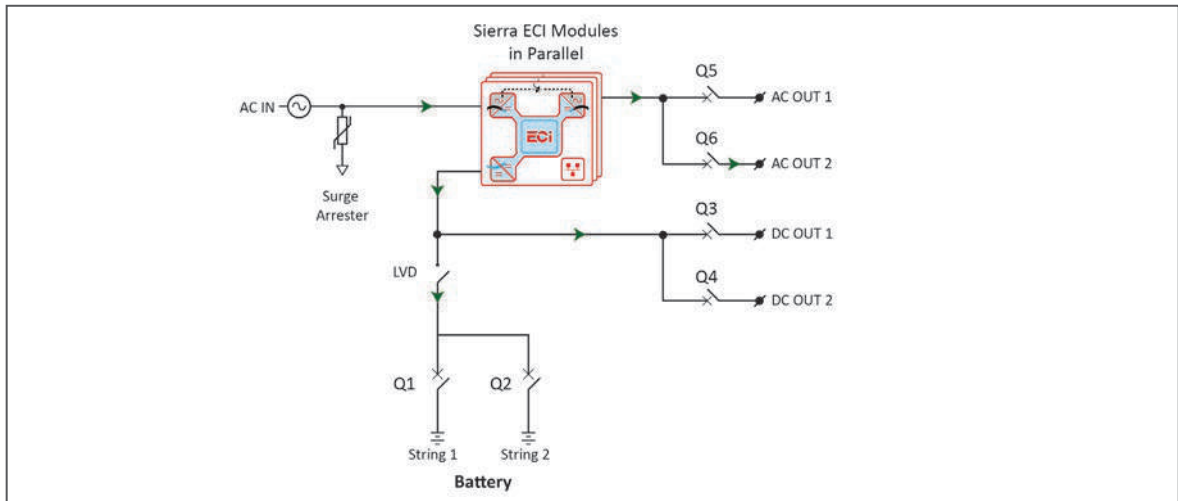 Sierra ECI Modules
in Parallel
AC IN
ECi
Surge
Arrester
Q5
AC OUT 1
Q6
AC OUT 2
Q3
DC OUT 1
Q4
DC OUT 2
LVD
Q1
Q2
String 1
String 2
Battery